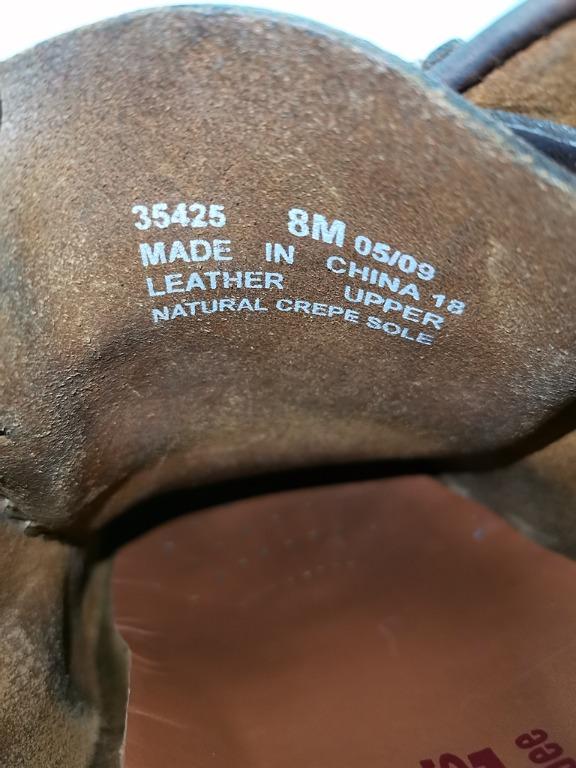 35425 8M 05/09
MADE IN CHINA 18
LEATHER UPPER
NATURAL CREPE SOLE